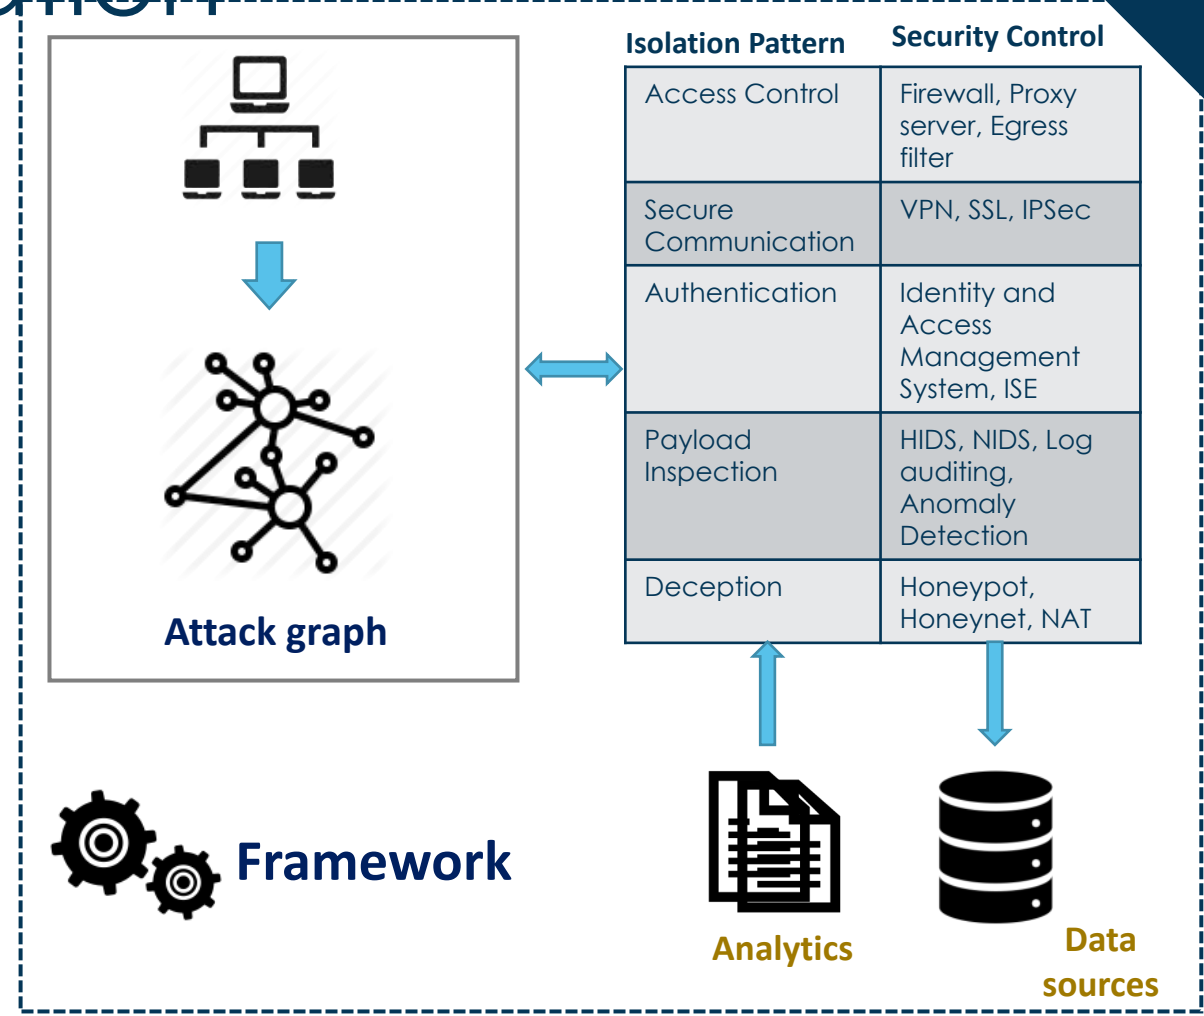 Isolation Pattern
Security Control
Access Control
Firewall, Proxy
server, Egress
filter
Secure
Communication
VPN, SSL, IPSec
Authentication
Identity and
Access
Management
System, ISE
Payload
Inspection
HIDS, NIDS, Log
auditing,
Anomaly
Detection
Deception
Honeypot,
Honeynet, NAT
Attack graph
Framework
Analytics
Data
sources